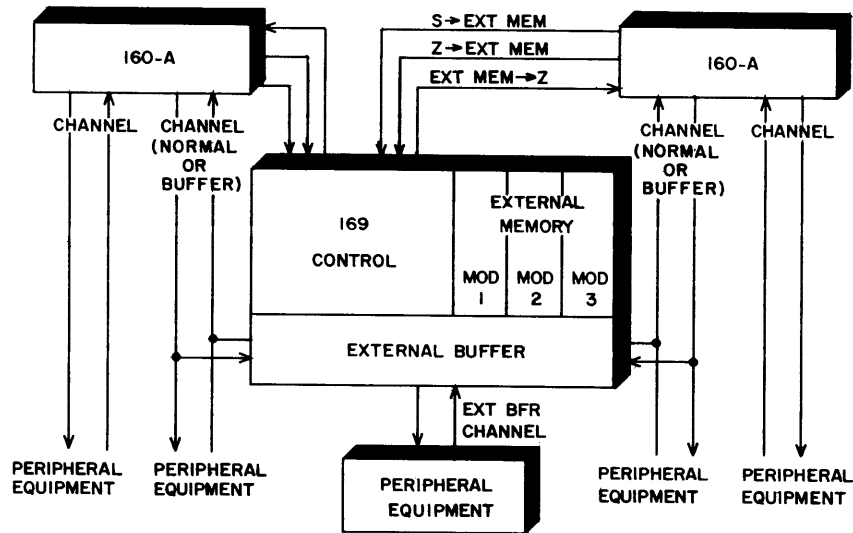 160-A
S→EXT MEM
Z→EXT MEM
EXT MEM→Z
160-A
CHANNEL
CHANNEL
(NORMAL
OR
BUFFER)
CHANNEL
(NORMAL
OR
BUFFER)
CHANNEL
169
CONTROL
EXTERNAL
MEMORY
MOD
1
MOD
2
MOD
3
EXTERNAL BUFFER
EXT BFR
CHANNEL
PERIPHERAL
EQUIPMENT
PERIPHERAL
EQUIPMENT
PERIPHERAL
EQUIPMENT
PERIPHERAL
EQUIPMENT
PERIPHERAL
EQUIPMENT